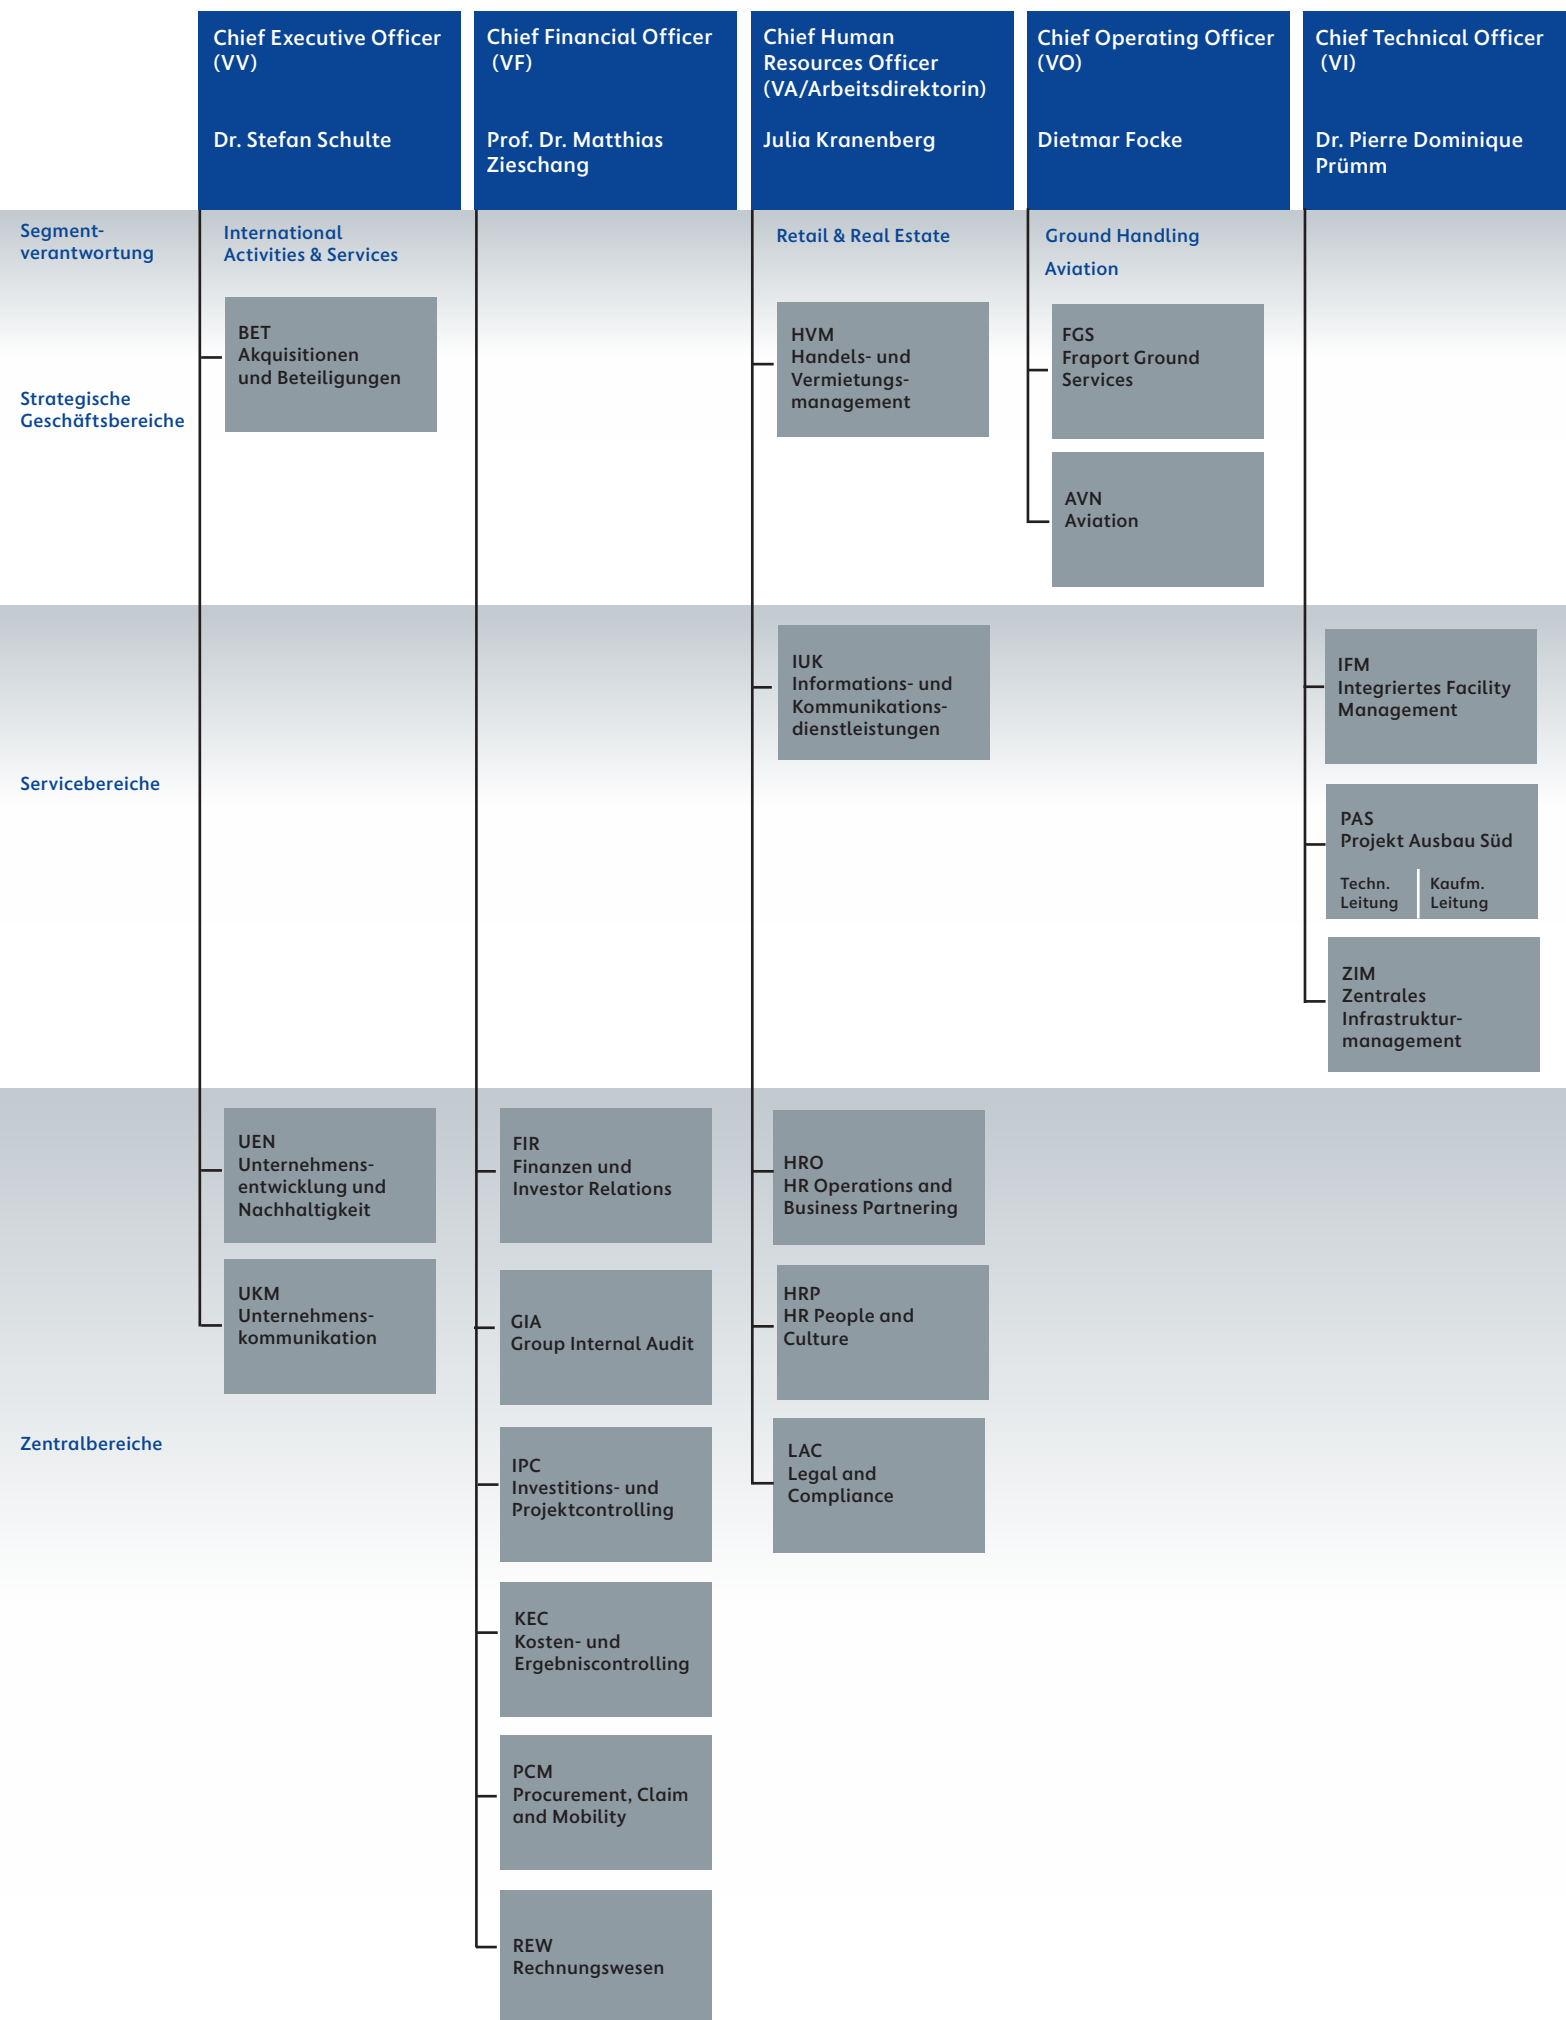 Chief Executive Officer
(VV)
Dr. Stefan Schulte
Chief Financial Officer
(VF)
Prof. Dr. Matthias
Zieschang
Chief Human
Resources Officer
(VA/Arbeitsdirektorin)
Julia Kranenberg
Chief Operating Officer
(VO)
Dietmar Focke
Chief Technical Officer
(VI)
Dr. Pierre Dominique
Prümm
Segment-
verantwortung
International
Activities & Services
Retail & Real Estate
Ground Handling
Aviation
Strategische
Geschäftsbereiche
BET
Akquisitionen
und Beteiligungen
HVM
Handels- und
Vermietungs-
management
FGS
Fraport Ground
Services
AVN
Aviation
Servicebereiche
IUK
Informations- und
Kommunikations-
dienstleistungen
IFM
Integriertes Facility
Management
PAS
Projekt Ausbau Süd
Techn.
Leitung
Kaufm.
Leitung
ZIM
Zentrales
Infrastruktur-
management
Zentralbereiche
UEN
Unternehmens-
entwicklung und
Nachhaltigkeit
UKM
Unternehmens-
kommunikation
FIR
Finanzen und
Investor Relations
GIA
Group Internal Audit
IPC
Investitions- und
Projektcontrolling
KEC
Kosten- und
Ergebniscontrolling
PCM
Procurement, Claim
and Mobility
REW
Rechnungswesen
HRO
HR Operations and
Business Partnering
HRP
HR People and
Culture
LAC
Legal and
Compliance